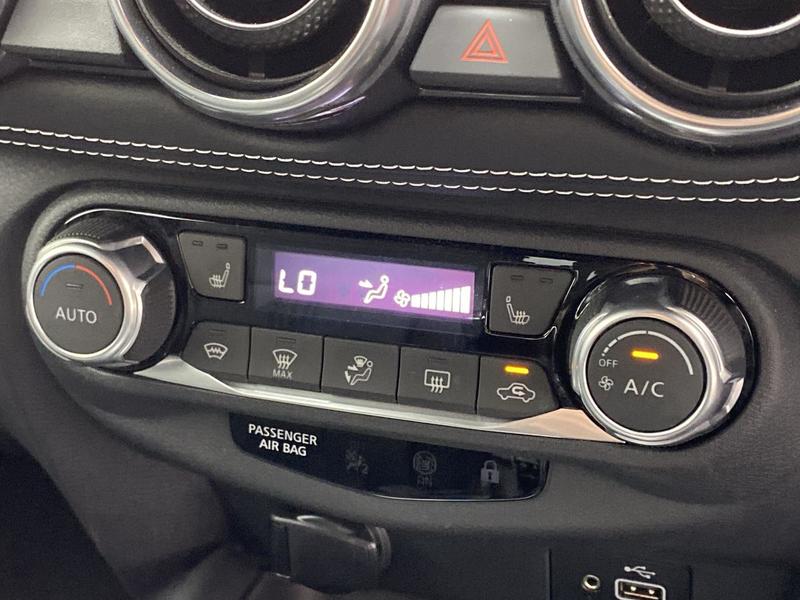 LO
AUTO
MAX
OFF
A/C
PASSENGER
AIR BAG